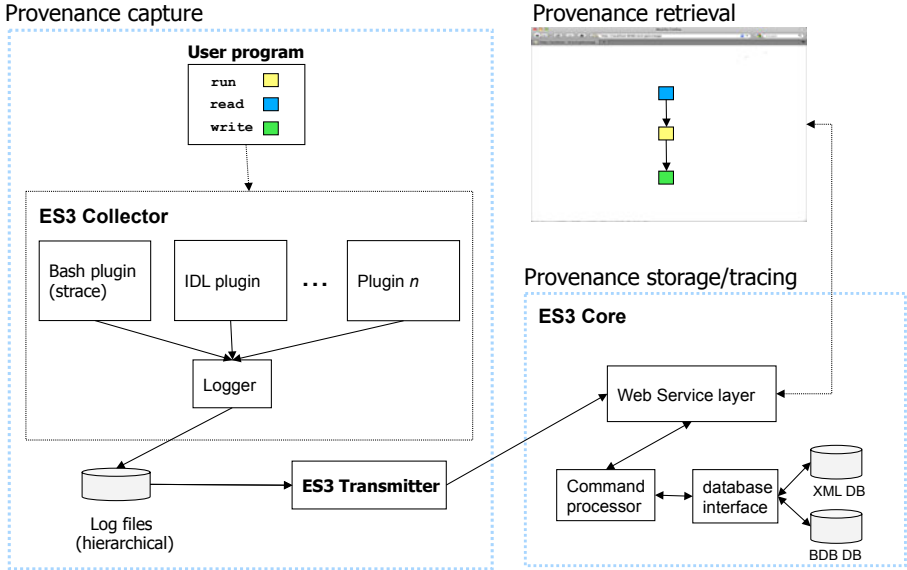 Provenance capture
User program
run
read
write
ES3 Collector
Bash plugin
(strace)
IDL plugin
...
Plugin n
Logger
Log files
(hierarchical)
ES3 Transmitter
Provenance retrieval
Provenance storage/tracing
ES3 Core
Web Service layer
Command
processor
database
interface
XML DB
BDB DB